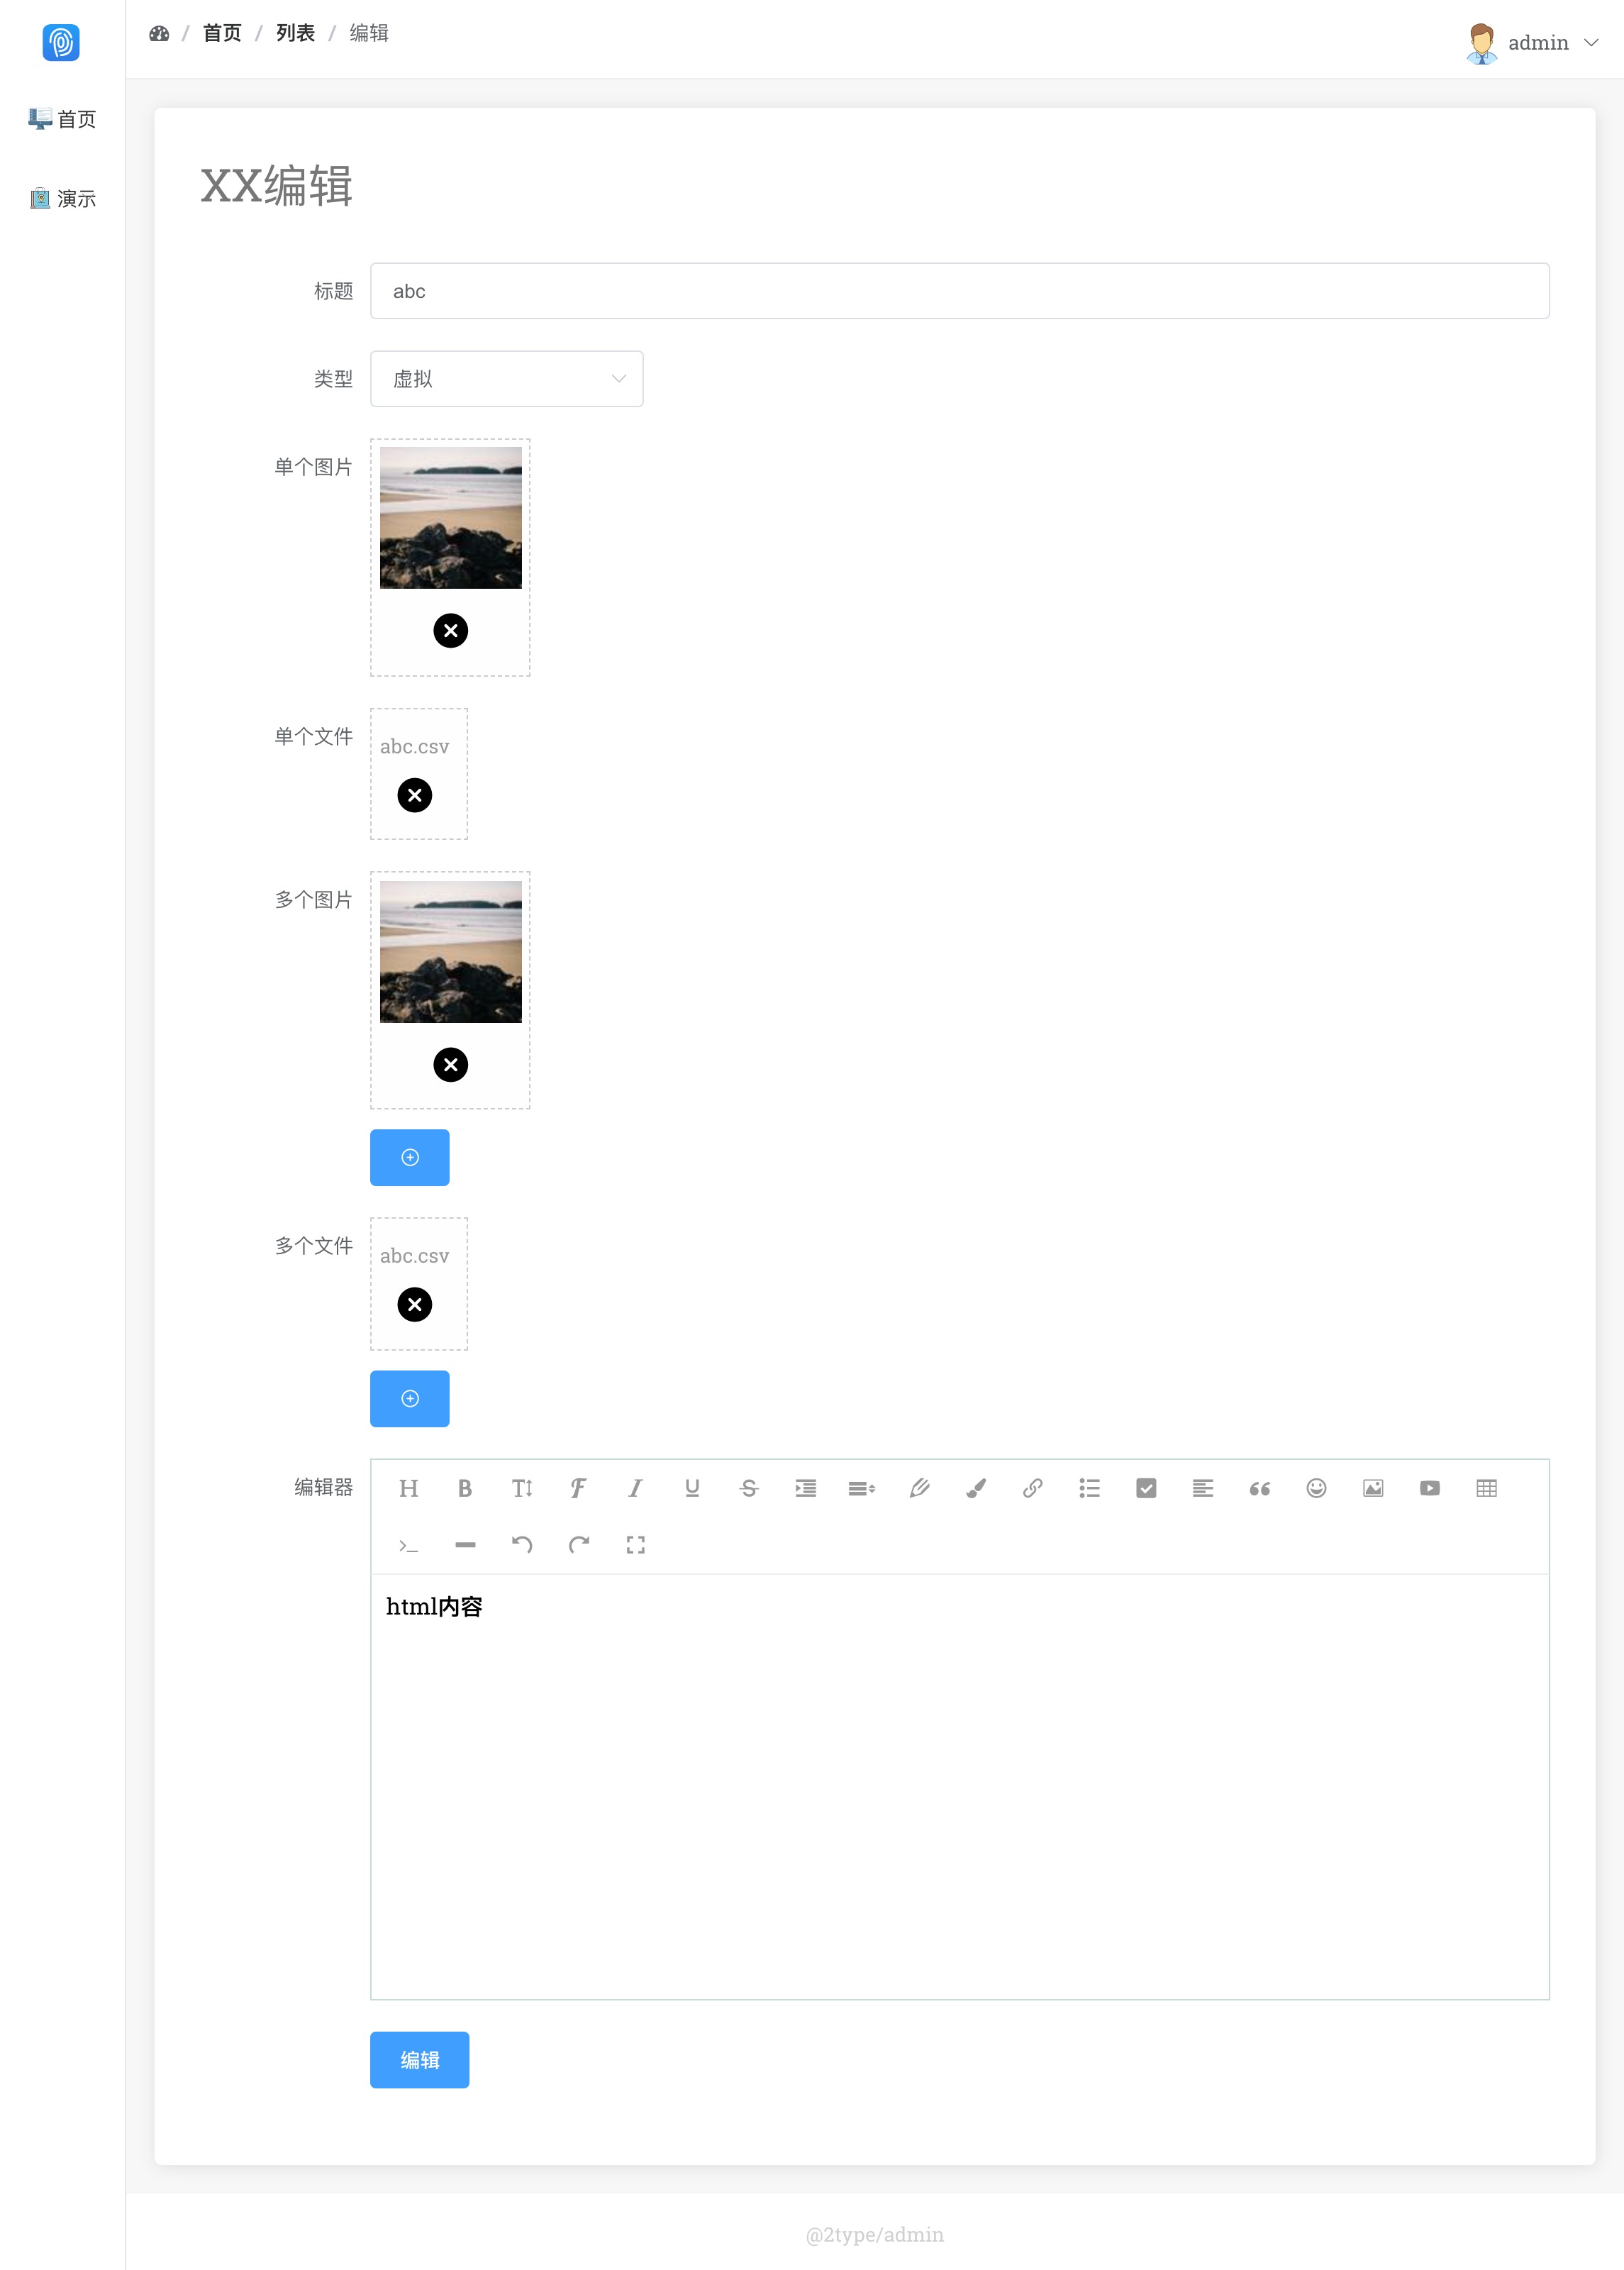 / 首页 / 列表 / 编辑
admin
首页
演示
XX编辑
标题 abc
类型 虚拟
单个图片
单个文件 abc.csv
多个图片
多个文件 abc.csv
编辑器
html内容
编辑
@2type/admin